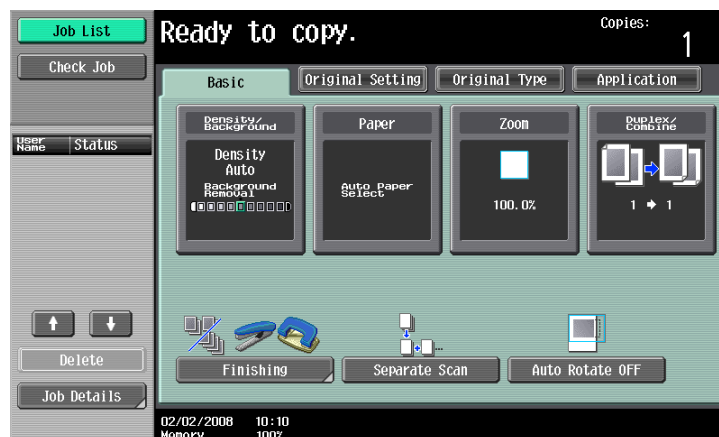 Job List
Check Job
User Name
Status
Delete
Job Details
Ready to copy.
Copies:
1
Basic
Original Setting
Original Type
Application
Density/
Background
Density
Auto
Background
Removal
Paper
Auto Paper
Select
Zoom
100.0%
Duplex/
Combine
1 → 1
Finishing
Separate Scan
Auto Rotate OFF
02/02/2008 10:10
Memory 100%